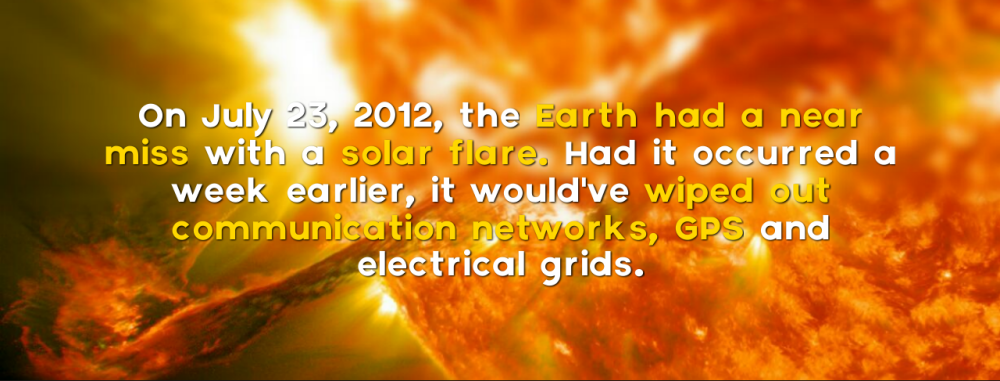 On July 23, 2012, the Earth had a near
miss with a solar flare. Had it occurred a
week earlier, it would've wiped out
communication networks, GPS and
electrical grids.